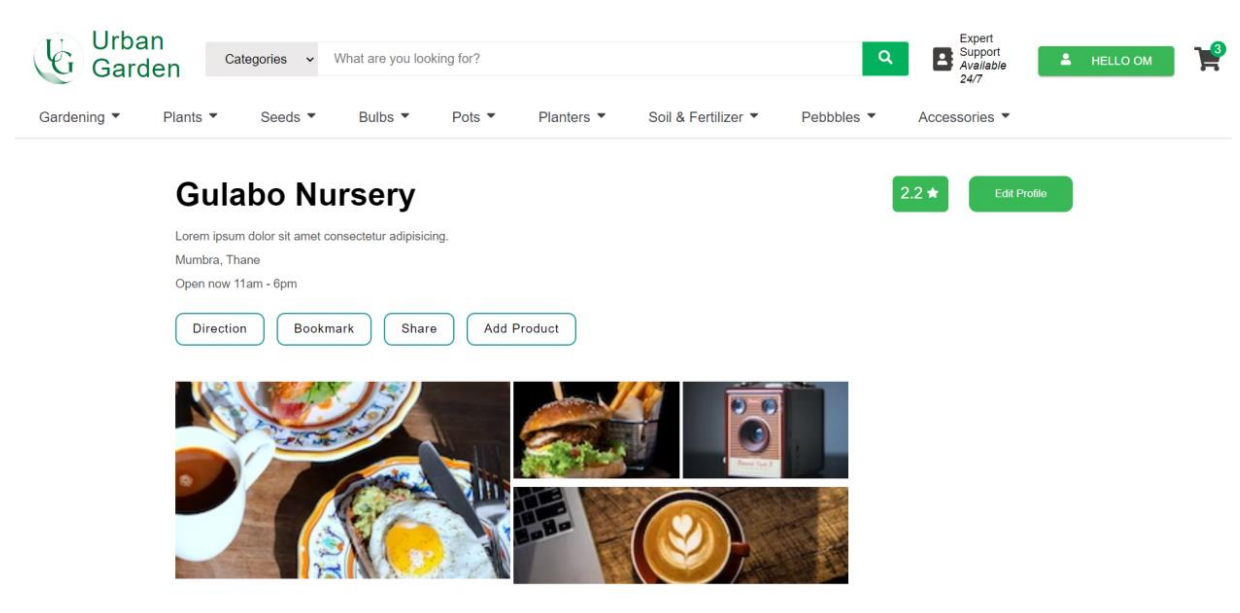 Urban
Garden
Categories
What are you looking for?
Expert
Support
Available
24/7
HELLO OM
3
Gardening
Plants
Seeds
Bulbs
Pots
Planters
Soil & Fertilizer
Pebbbles
Accessories
Gulabo Nursery
2.2
Edit Profile
Lorem ipsum dolor sit amet consectetur adipisicing.
Mumbra, Thane
Open now 11am - 6pm
Direction
Bookmark
Share
Add Product